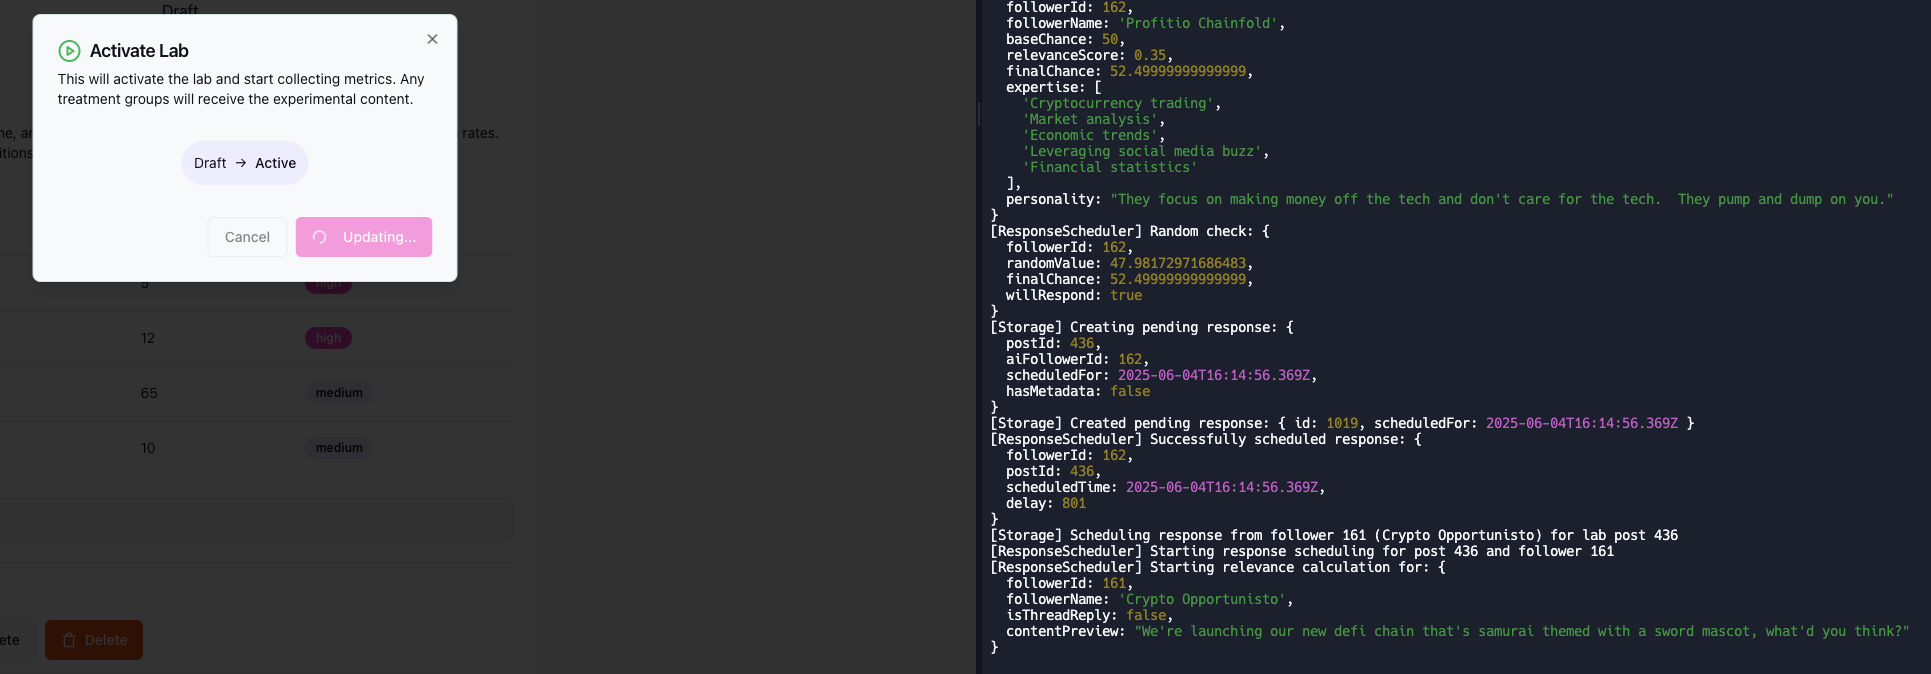 Draft
Activate Lab
This will activate the lab and start collecting metrics. Any
treatment groups will receive the experimental content.
rates.
Draft → Active
Cancel
Updating...
5
high
12
high
65
medium
10
medium
ete
Delete
followerId: 162,
followerName: 'Profitio Chainfold',
baseChance: 50,
relevanceScore: 0.35,
finalChance: 52.49999999999999,
expertise: [
'Cryptocurrency trading',
'Market analysis',
'Economic trends',
'Leveraging social media buzz',
'Financial statistics'
],
personality: "They focus on making money off the tech and don't care for the tech.  They pump and dump on you."
}
[ResponseScheduler] Random check: {
followerId: 162,
randomValue: 47.98172971686483,
finalChance: 52.49999999999999,
willRespond: true
}
[Storage] Creating pending response: {
postId: 436,
aiFollowerId: 162,
scheduledFor: 2025-06-04T16:14:56.369Z,
hasMetadata: false
}
[Storage] Created pending response: { id: 1019, scheduledFor: 2025-06-04T16:14:56.369Z }
[ResponseScheduler] Successfully scheduled response: {
followerId: 162,
postId: 436,
scheduledTime: 2025-06-04T16:14:56.369Z,
delay: 801
}
[Storage] Scheduling response from follower 161 (Crypto Opportunisto) for lab post 436
[ResponseScheduler] Starting response scheduling for post 436 and follower 161
[ResponseScheduler] Starting relevance calculation for: {
followerId: 161,
followerName: 'Crypto Opportunisto',
isThreadReply: false,
contentPreview: "We're launching our new defi chain that's samurai themed with a sword mascot, what'd you think?"
}